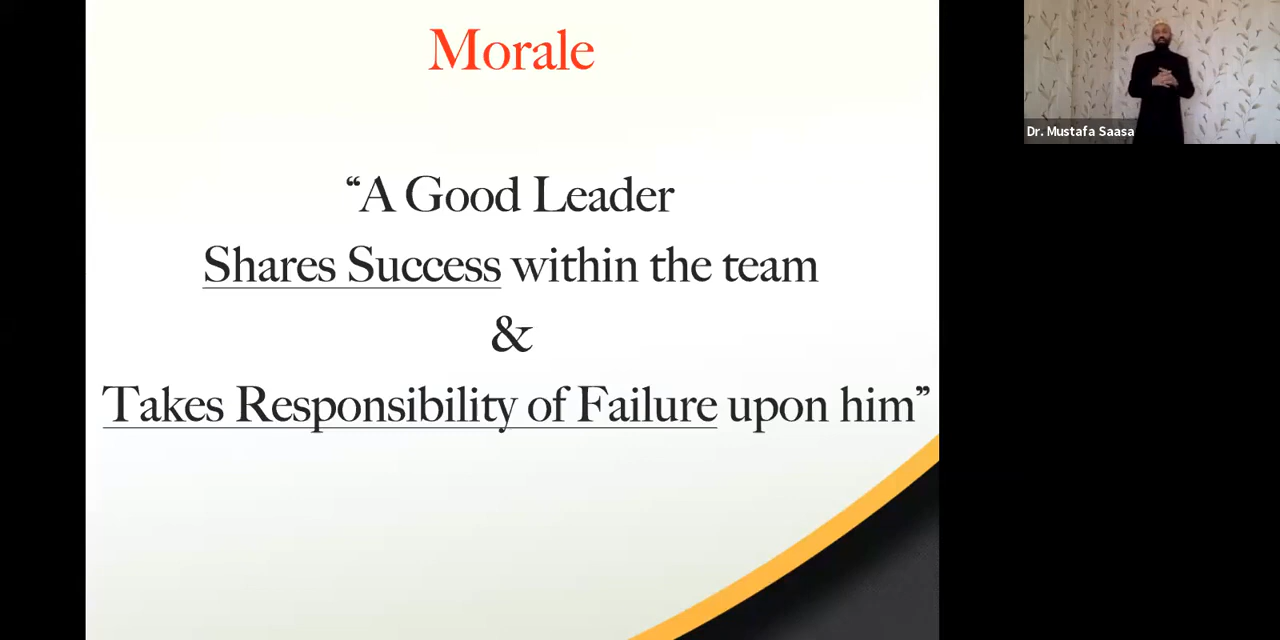 Morale
“A Good Leader
Shares Success within the team
&
Takes Responsibility of Failure upon him”
Dr. Mustafa Saasa